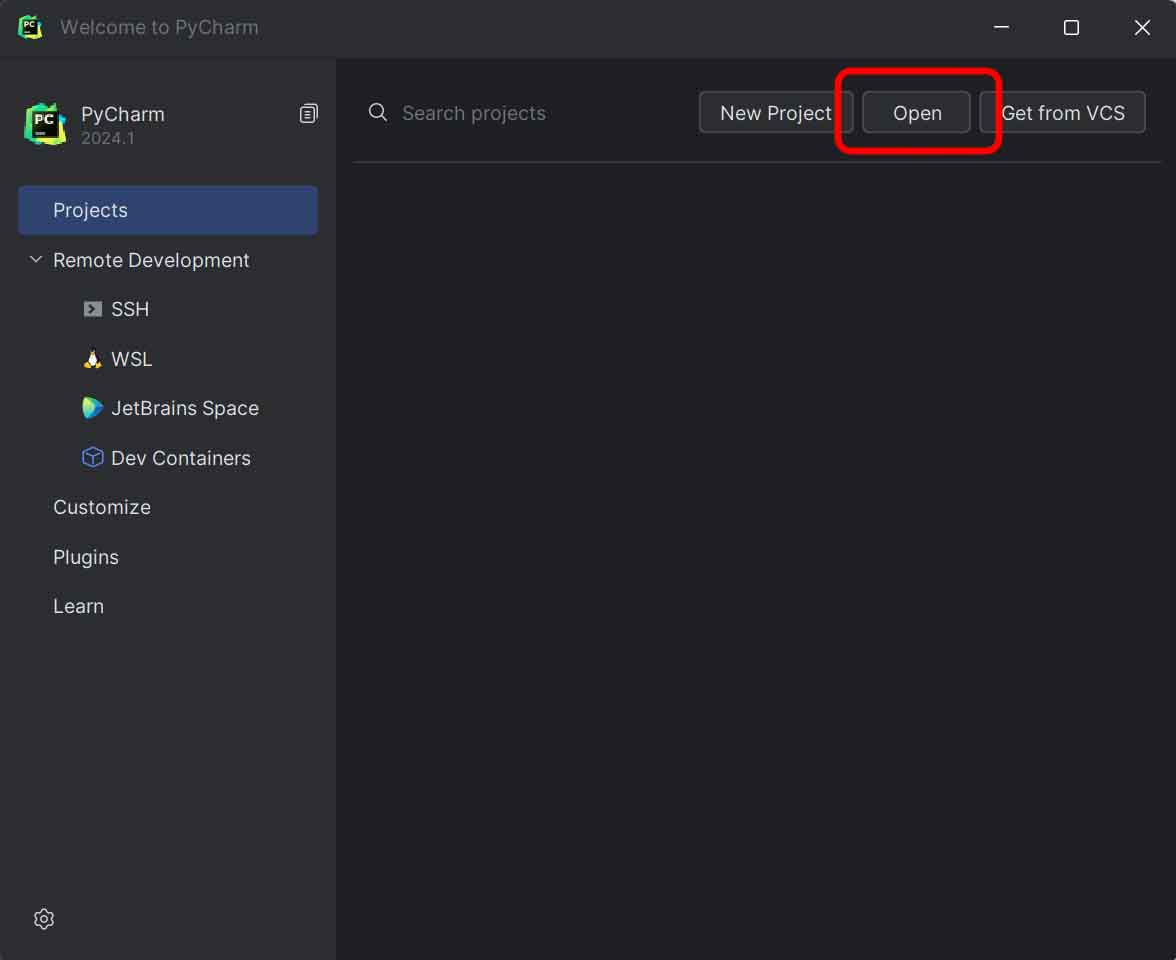 Welcome to PyCharm
PyCharm
2024.1
Search projects
New Project
Open
Get from VCS
Projects
Remote Development
SSH
WSL
JetBrains Space
Dev Containers
Customize
Plugins
Learn
PC
PC